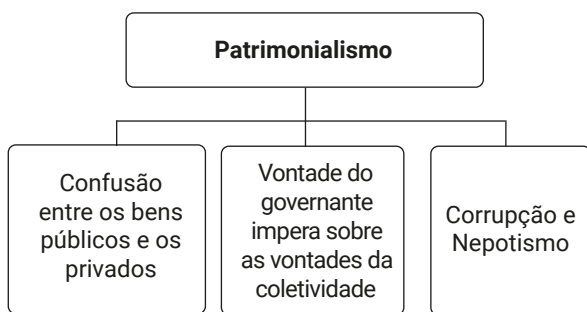 Patrimonialismo
Confusão
entre os bens
públicos e os
privados
Vontade do
governante
impera sobre
as vontades da
coletividade
Corrupção e
Nepotismo